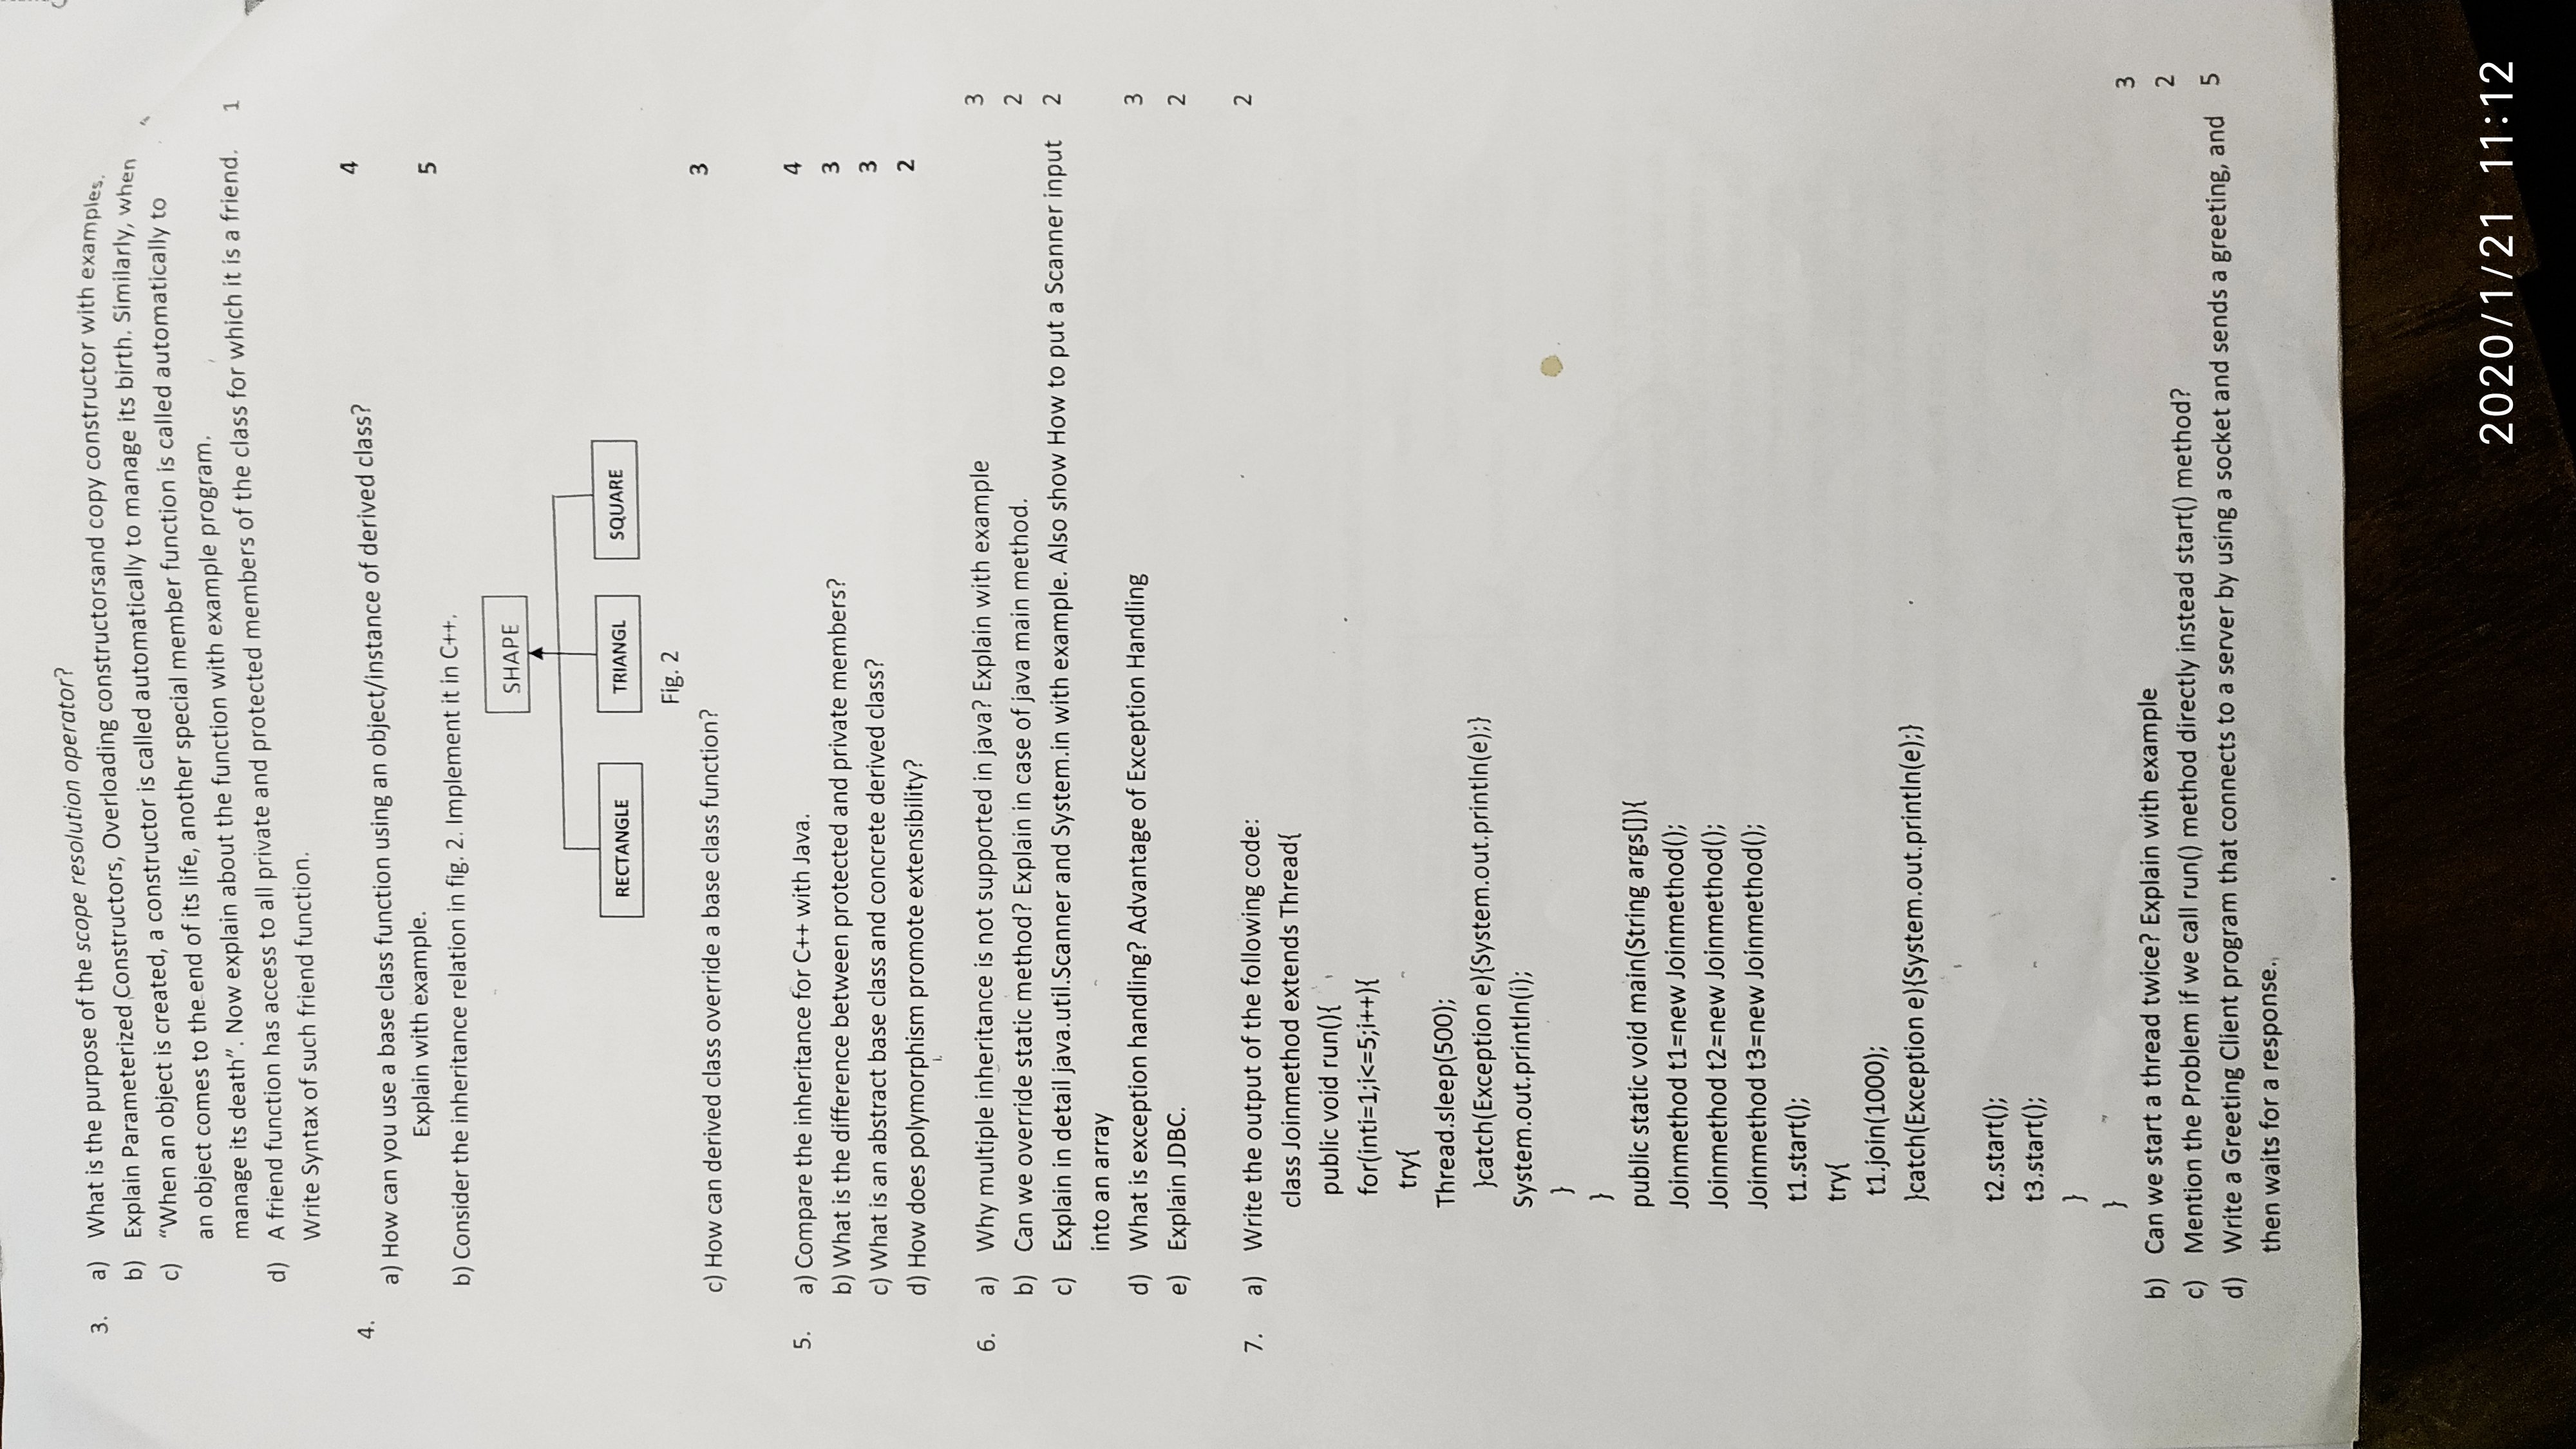 3. a) What is the purpose of the scope resolution operator?
b) Explain Parameterized Constructors, Overloading constructorsand copy constructor with examples.
c) “When an object is created, a constructor is called automatically to manage its birth. Similarly, when
an object comes to the end of its life, another special member function is called automatically to
manage its death”. Now explain about the function with example program.
d) A friend function has access to all private and protected members of the class for which it is a friend. 1
Write Syntax of such friend function.
4.
a) How can you use a base class function using an object/instance of derived class? 4
Explain with example.
b) Consider the inheritance relation in fig. 2. Implement it in C++. 5
SHAPE
RECTANGLE TRIANGL SQUARE
Fig. 2
c) How can derived class override a base class function? 3
5. a) Compare the inheritance for C++ with Java. 4
b) What is the difference between protected and private members? 3
c) What is an abstract base class and concrete derived class? 3
d) How does polymorphism promote extensibility? 2
6. a) Why multiple inheritance is not supported in java? Explain with example 3
b) Can we override static method? Explain in case of java main method. 2
c) Explain in detail java.util.Scanner and System.in with example. Also show How to put a Scanner input 2
into an array
d) What is exception handling? Advantage of Exception Handling 3
e) Explain JDBC. 2
7. a) Write the output of the following code: 2
class Joinmethod extends Thread{
public void run(){
for(inti=1;i<=5;i++){
try{
Thread.sleep(500);
}catch(Exception e){System.out.println(e);}
System.out.println(i);
}
}
public static void main(String args[]){
Joinmethod t1=new Joinmethod();
Joinmethod t2=new Joinmethod();
Joinmethod t3=new Joinmethod();
t1.start();
try{
t1.join(1000);
}catch(Exception e){System.out.println(e);}
t2.start();
t3.start();
}
}
b) Can we start a thread twice? Explain with example 3
c) Mention the Problem if we call run() method directly instead start() method? 2
d) Write a Greeting Client program that connects to a server by using a socket and sends a greeting, and 5
then waits for a response.
2020/1/21 11:12